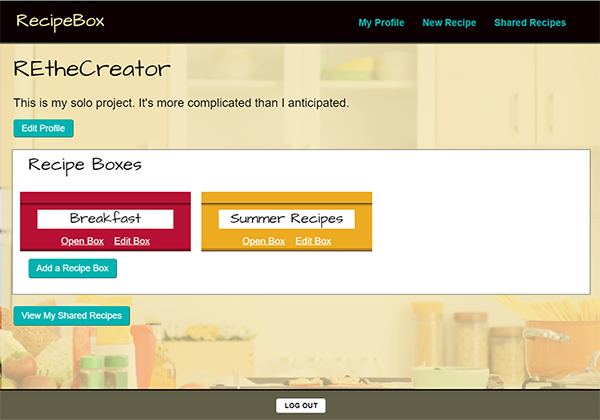 RecipeBox
My Profile New Recipe Shared Recipes
REtheCreator
This is my solo project. It's more complicated than I anticipated.
Edit Profile
Recipe Boxes
Breakfast
Open Box Edit Box
Summer Recipes
Open Box Edit Box
Add a Recipe Box
View My Shared Recipes
LOG OUT